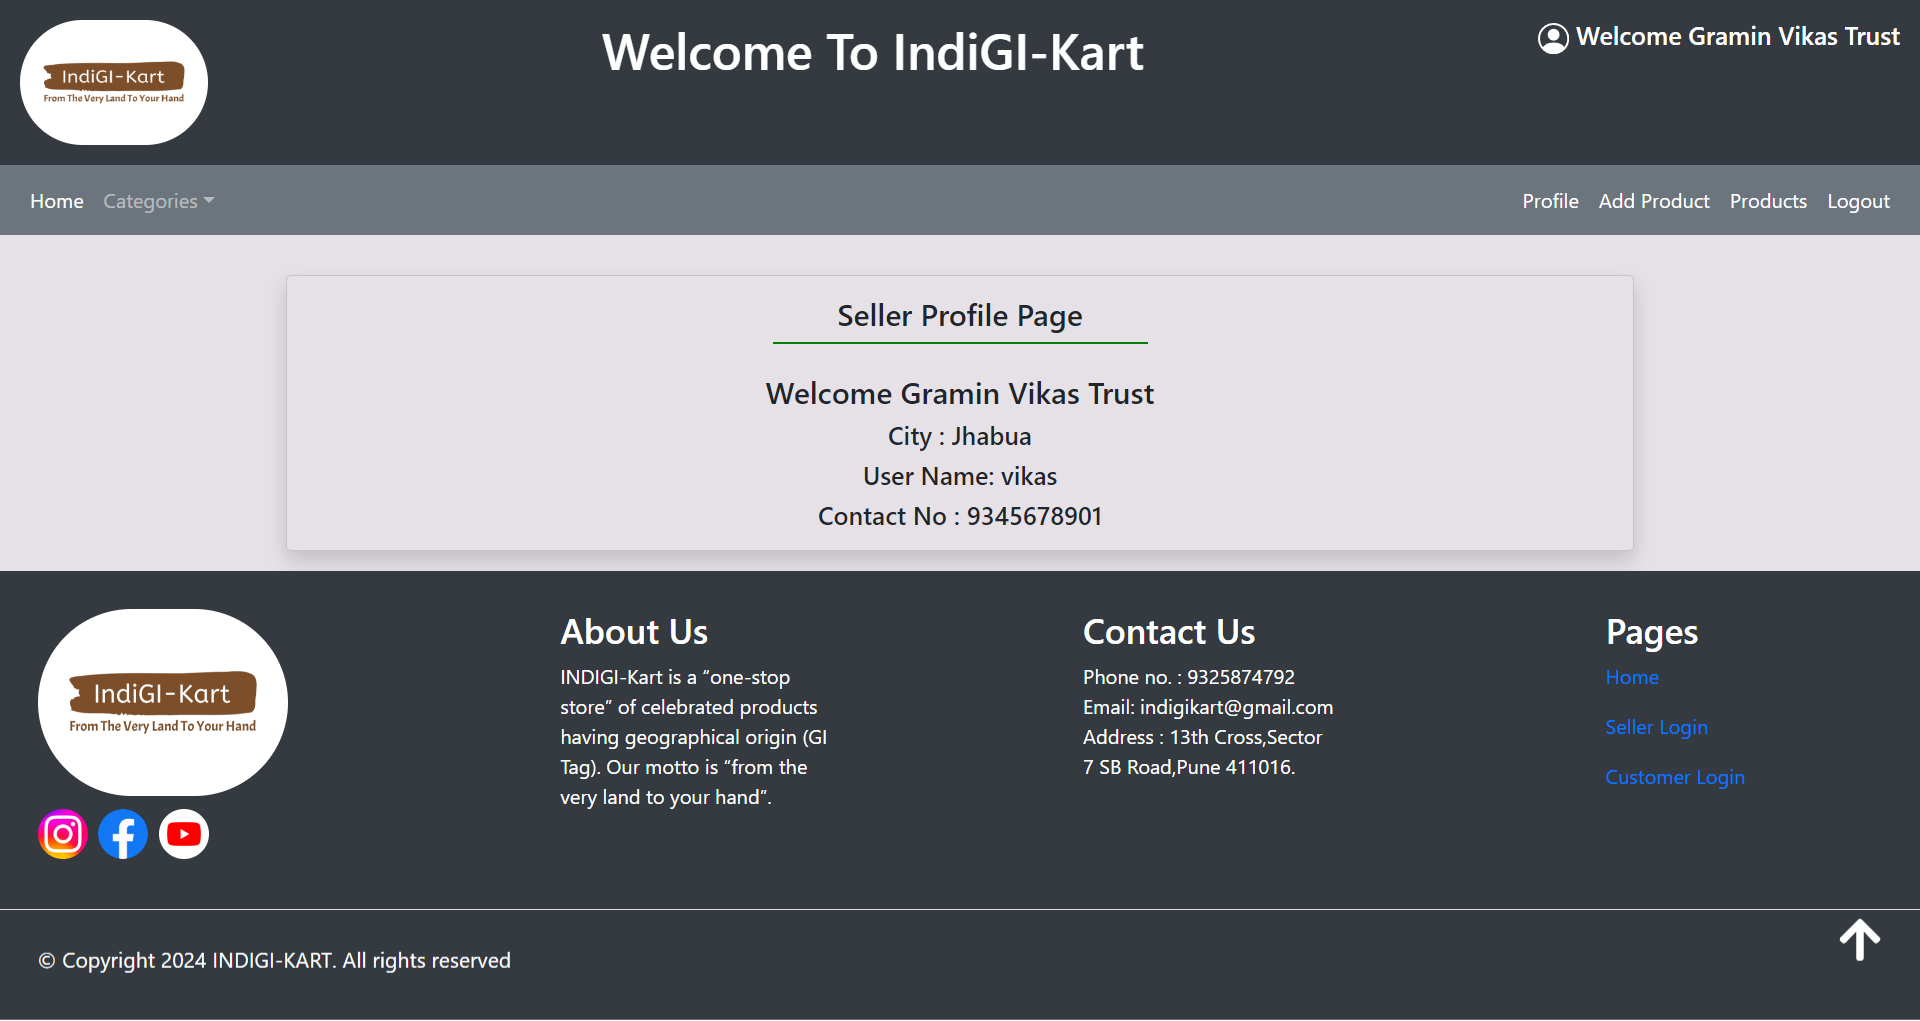 IndiGI-Kart
From The Very Land To Your Hand
Welcome To IndiGI-Kart
Welcome Gramin Vikas Trust
Home
Categories
Profile
Add Product
Products
Logout
Seller Profile Page
Welcome Gramin Vikas Trust
City : Jhabua
User Name: vikas
Contact No : 9345678901
IndiGI-Kart
From The Very Land To Your Hand
About Us
INDIGI-Kart is a “one-stop
store” of celebrated products
having geographical origin (GI
Tag). Our motto is “from the
very land to your hand”.
Contact Us
Phone no. : 9325874792
Email: indigikart@gmail.com
Address : 13th Cross,Sector
7 SB Road,Pune 411016.
Pages
Home
Seller Login
Customer Login
© Copyright 2024 INDIGI-KART. All rights reserved